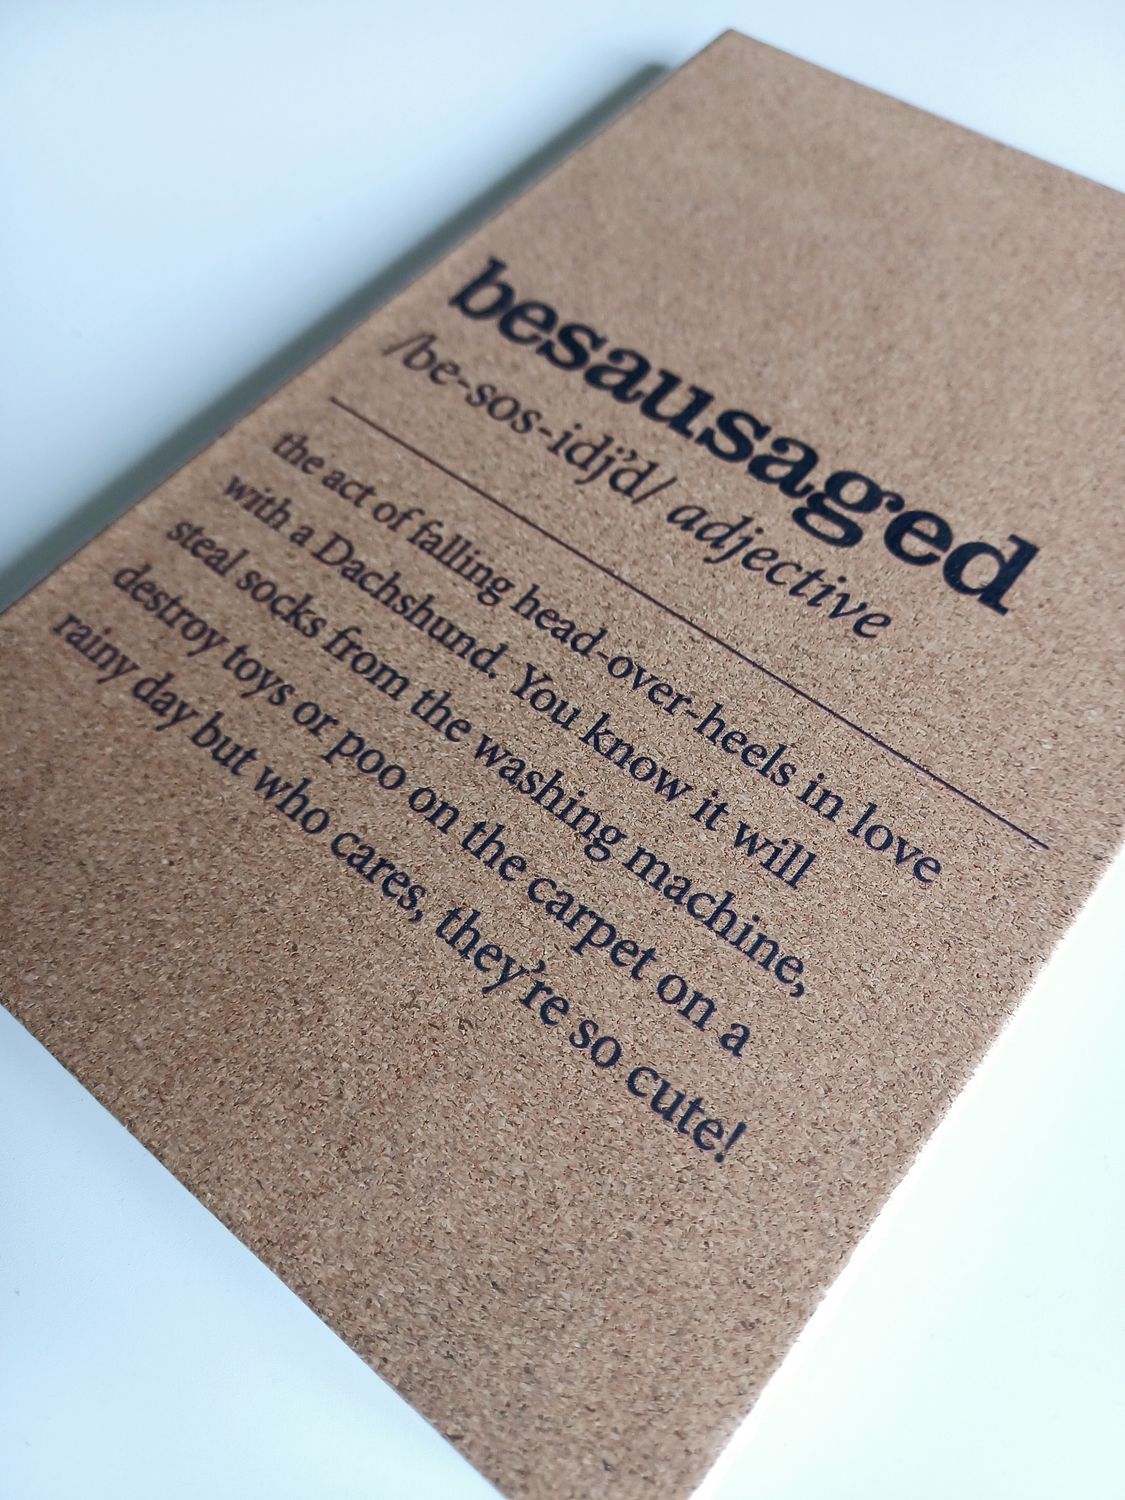 besausaged
/be-sos-idj’d/ adjective
the act of falling head-over-heels in love
with a Dachshund. You know it will
steal socks from the washing machine,
destroy toys or poo on the carpet on a
rainy day but who cares, they’re so cute!